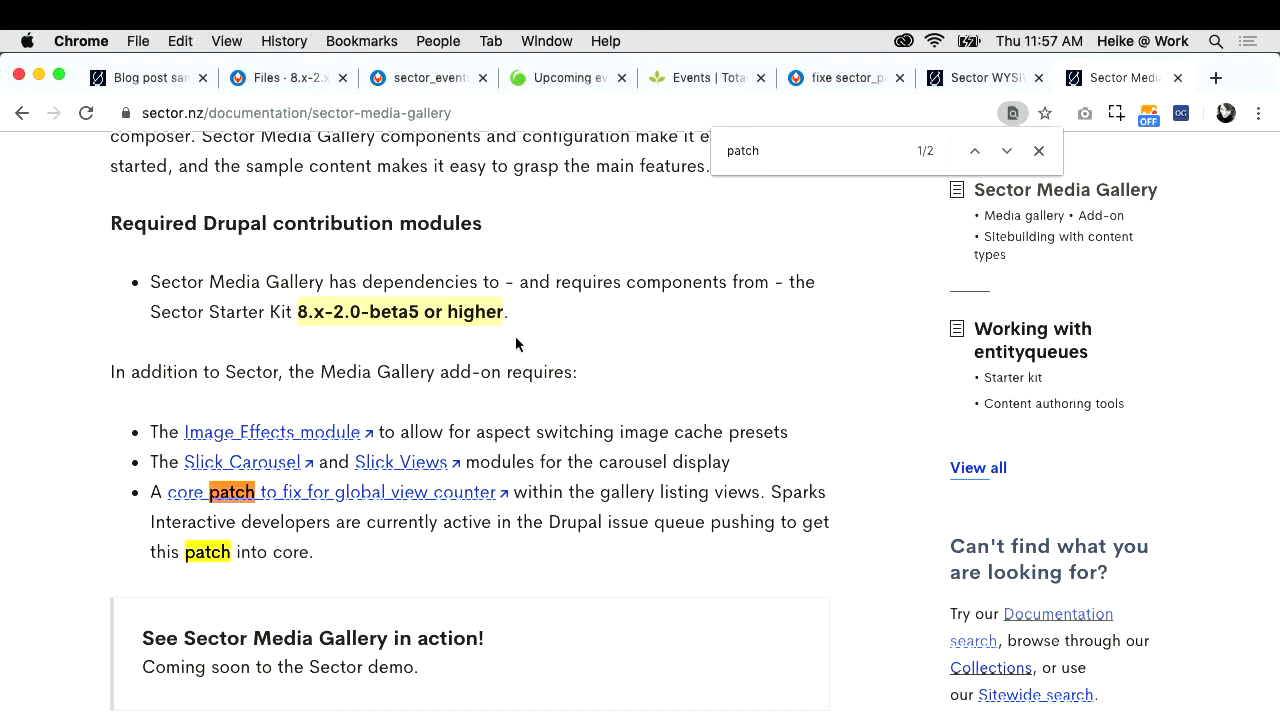 Chrome File Edit View History Bookmarks People Tab Window Help Thu 11:57 AM Heike @ Work
Blog post san Files · 8.x-2. sector_event Upcoming ev Events | Tota fixe sector_p Sector WYSI Sector Medi
sector.nz/documentation/sector-media-gallery
OFF
OG
patch 1/2
composer. Sector Media Gallery components and configuration make it e
started, and the sample content makes it easy to grasp the main features.
Required Drupal contribution modules
• Sector Media Gallery has dependencies to - and requires components from - the
Sector Starter Kit 8.x-2.0-beta5 or higher.
In addition to Sector, the Media Gallery add-on requires:
• The Image Effects module to allow for aspect switching image cache presets
• The Slick Carousel and Slick Views modules for the carousel display
• A core patch to fix for global view counter within the gallery listing views. Sparks
Interactive developers are currently active in the Drupal issue queue pushing to get
this patch into core.
See Sector Media Gallery in action!
Coming soon to the Sector demo.
Sector Media Gallery
• Media gallery • Add-on
• Sitebuilding with content
types
Working with
entityqueues
• Starter kit
• Content authoring tools
View all
Can't find what you
are looking for?
Try our Documentation
search, browse through our
Collections, or use
our Sitewide search.